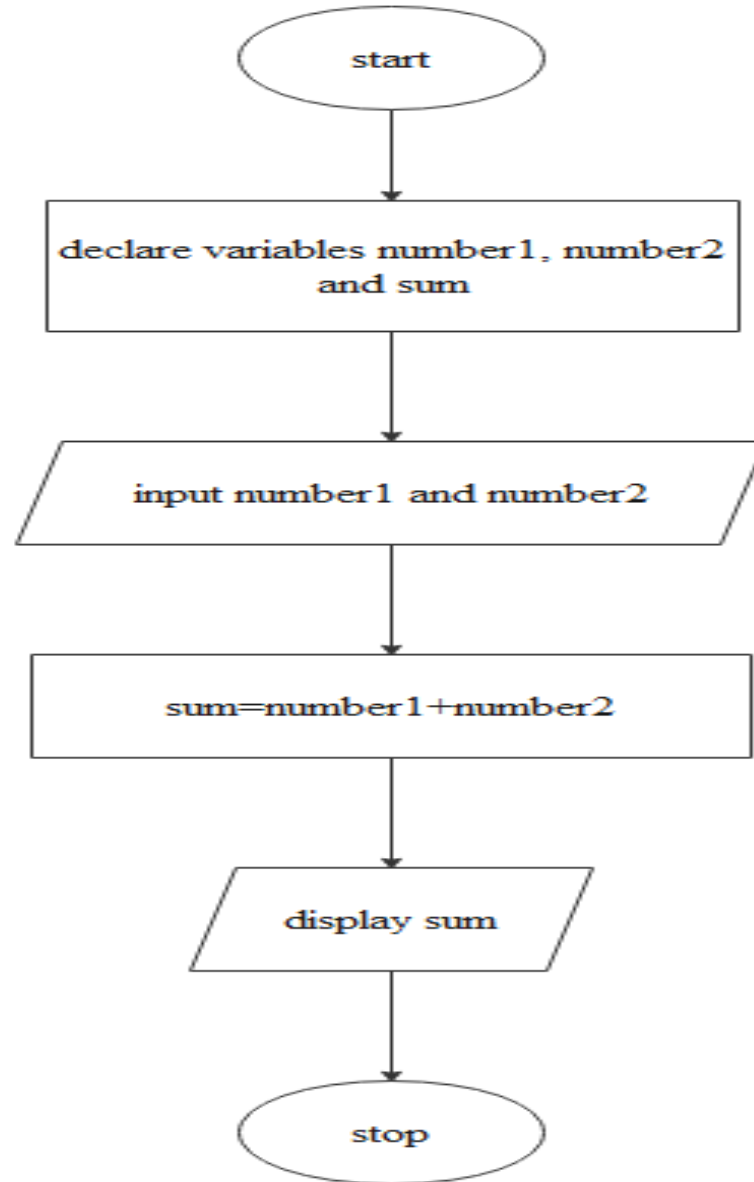 start
declare variables number1, number2
and sum
input number1 and number2
sum=number1+number2
display sum
stop